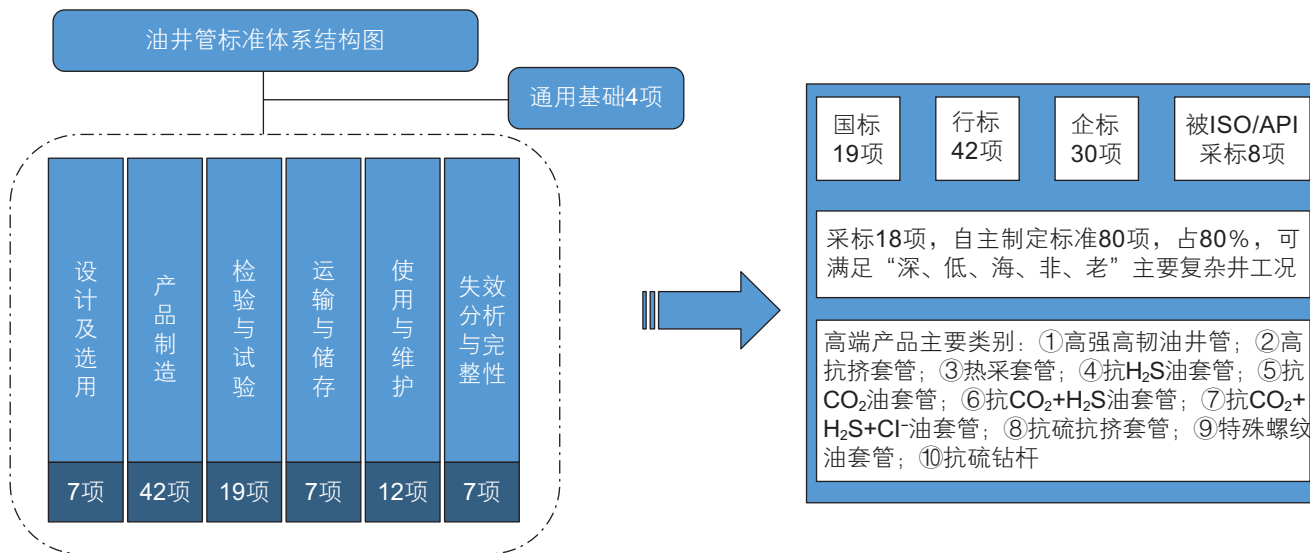 油井管标准体系结构图
通用基础4项
设计及选用
7项
产品制造
42项
检验与试验
19项
运输与储存
7项
使用与维护
12项
失效
分析
与完
整性
7项
国标
19项
行标
42项
企标
30项
被ISO/API
采标8项
采标18项，自主制定标准80项，占80%，可
满足“深、低、海、非、老”主要复杂井工况
高端产品主要类别：①高强高韧油井管；②高
抗挤套管；③热采套管；④抗H₂S油套管；⑤抗
CO₂油套管；⑥抗CO₂+H₂S油套管；⑦抗CO₂+
H₂S+Cl⁻油套管；⑧抗硫抗挤套管；⑨特殊螺纹
油套管；⑩抗硫钻杆